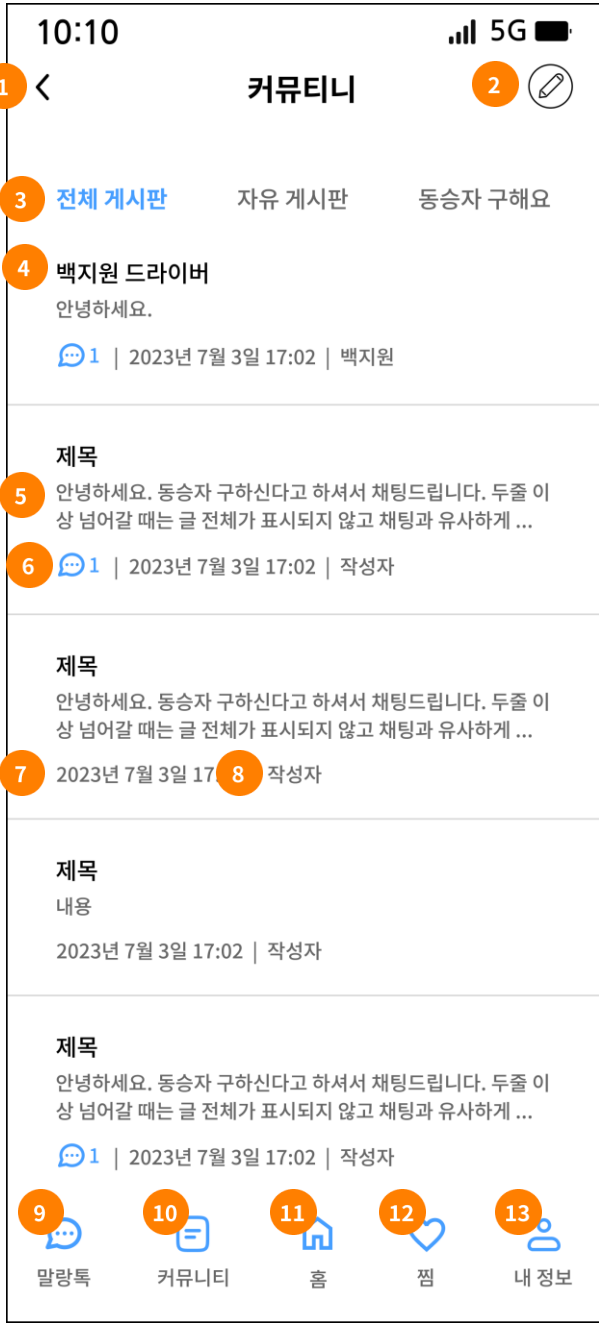 10:10 5G
1 커뮤티니 2
3 전체 게시판 자유 게시판 동승자 구해요
4 백지원 드라이버
안녕하세요.
1 | 2023년 7월 3일 17:02 | 백지원
제목
5 안녕하세요. 동승자 구하신다고 하셔서 채팅드립니다. 두줄 이
상 넘어갈 때는 글 전체가 표시되지 않고 채팅과 유사하게 ...
6 1 | 2023년 7월 3일 17:02 | 작성자
제목
안녕하세요. 동승자 구하신다고 하셔서 채팅드립니다. 두줄 이
상 넘어갈 때는 글 전체가 표시되지 않고 채팅과 유사하게 ...
7 2023년 7월 3일 17: 8 작성자
제목
내용
2023년 7월 3일 17:02 | 작성자
제목
안녕하세요. 동승자 구하신다고 하셔서 채팅드립니다. 두줄 이
상 넘어갈 때는 글 전체가 표시되지 않고 채팅과 유사하게 ...
1 | 2023년 7월 3일 17:02 | 작성자
9 10 11 12 13
말랑톡 커뮤니티 홈 찜 내 정보